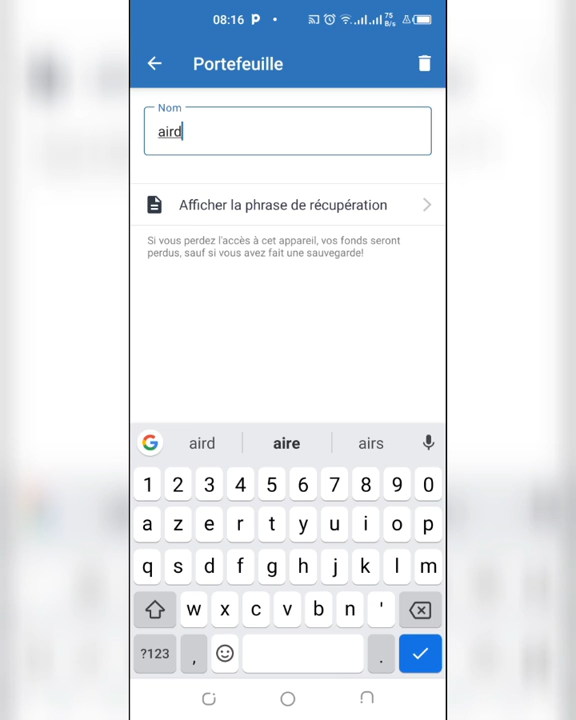 08:16 P • 75 B/s
Portefeuille
Nom
aird
Afficher la phrase de récupération
Si vous perdez l'accès à cet appareil, vos fonds seront
perdus, sauf si vous avez fait une sauvegarde!
G aird aire airs
1 2 3 4 5 6 7 8 9 0
a z e r t y u i o p
q s d f g h j k l m
w x c v b n '
?123 , .